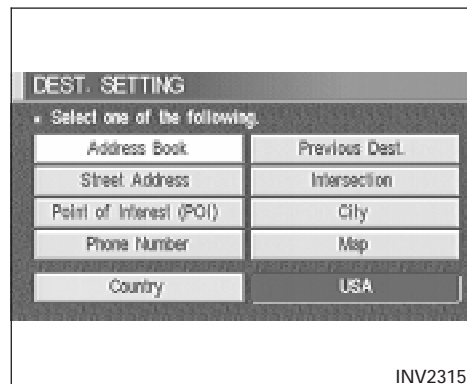 DEST. SETTING
Select one of the following.
Address Book Previous Dest.
Street Address Intersection
Point of Interest (POI) City
Phone Number Map
Country USA
INV2315